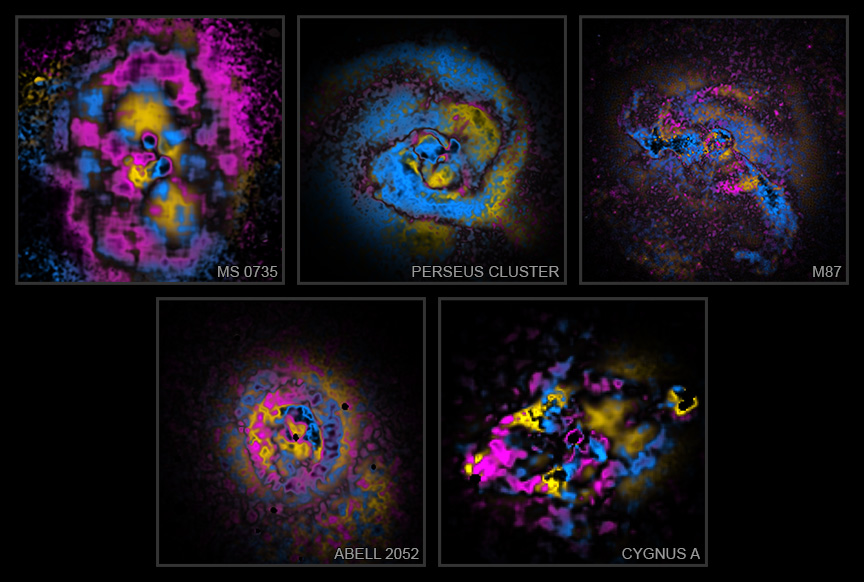 MS 0735
PERSEUS CLUSTER
M87
ABELL 2052
CYGNUS A